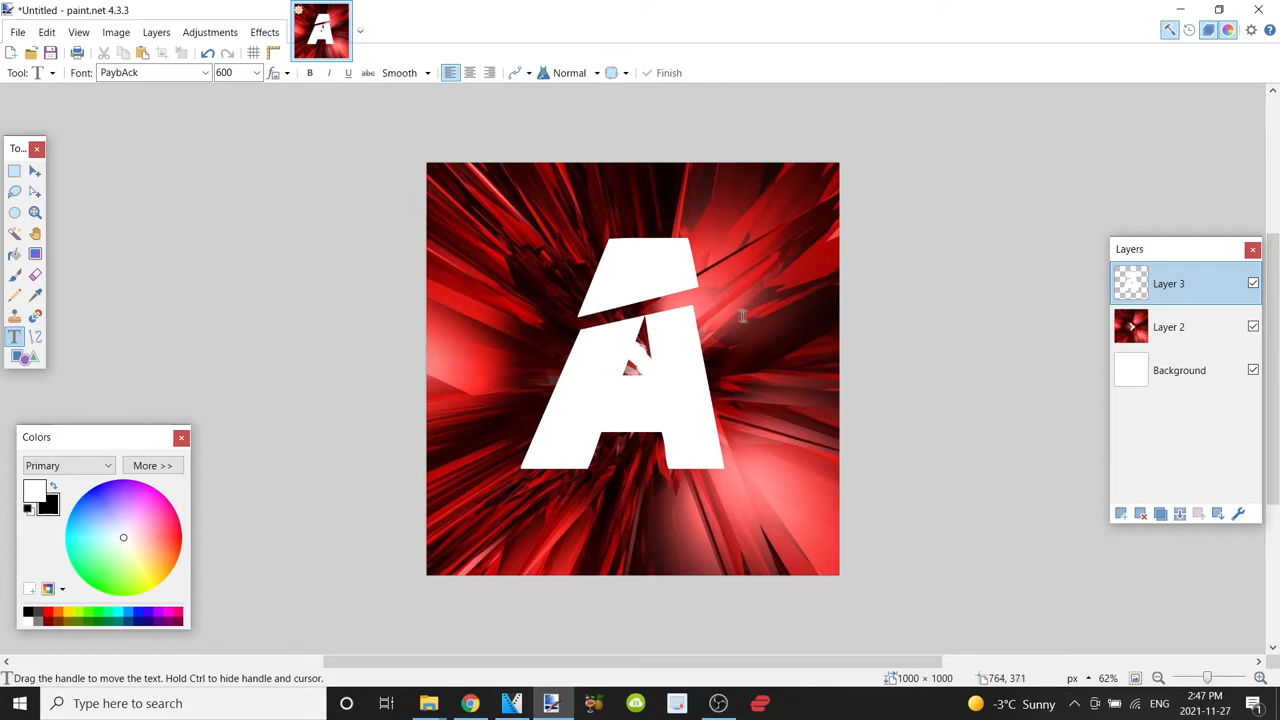 *Untitled - paint.net 4.3.3
File Edit View Image Layers Adjustments Effects
Tool: T Font: PaybAck 600 B I U abc Smooth Normal Finish
To...
A
Layers
Layer 3
Layer 2
Background
Colors
Primary More >>
Drag the handle to move the text. Hold Ctrl to hide handle and cursor.
1000 × 1000 764, 371 px 62%
Type here to search
-3°C Sunny ENG 2:47 PM
2021-11-27